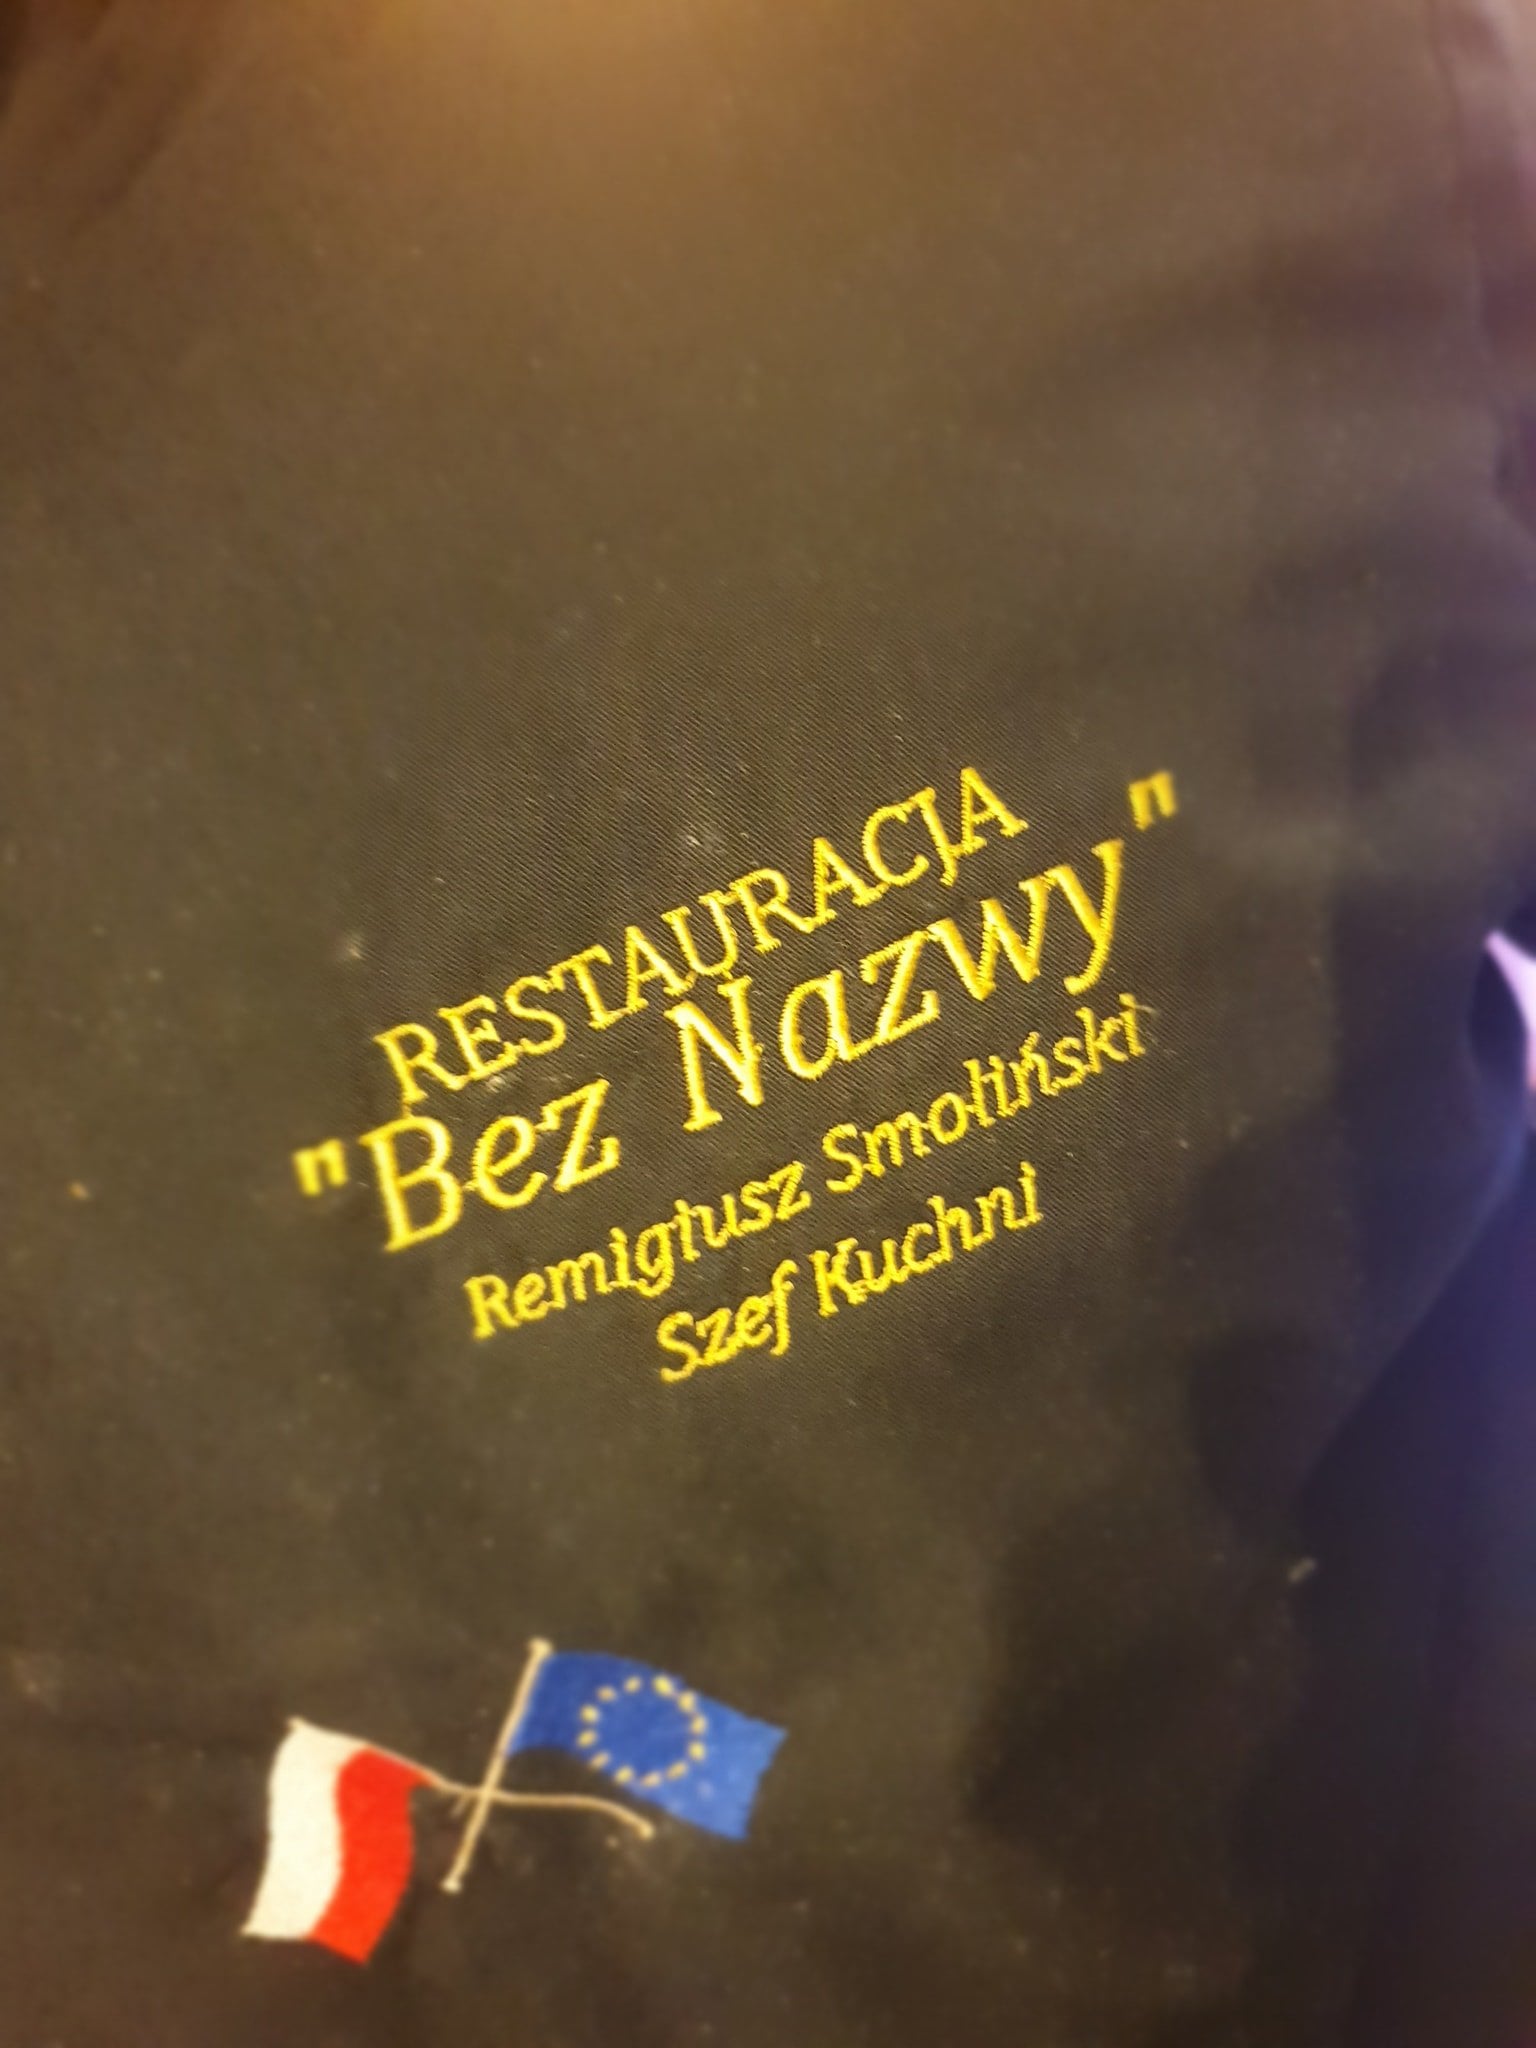 RESTAURACJA
"Bez Nazwy"
Remigiusz Smoliński
Szef Kuchni